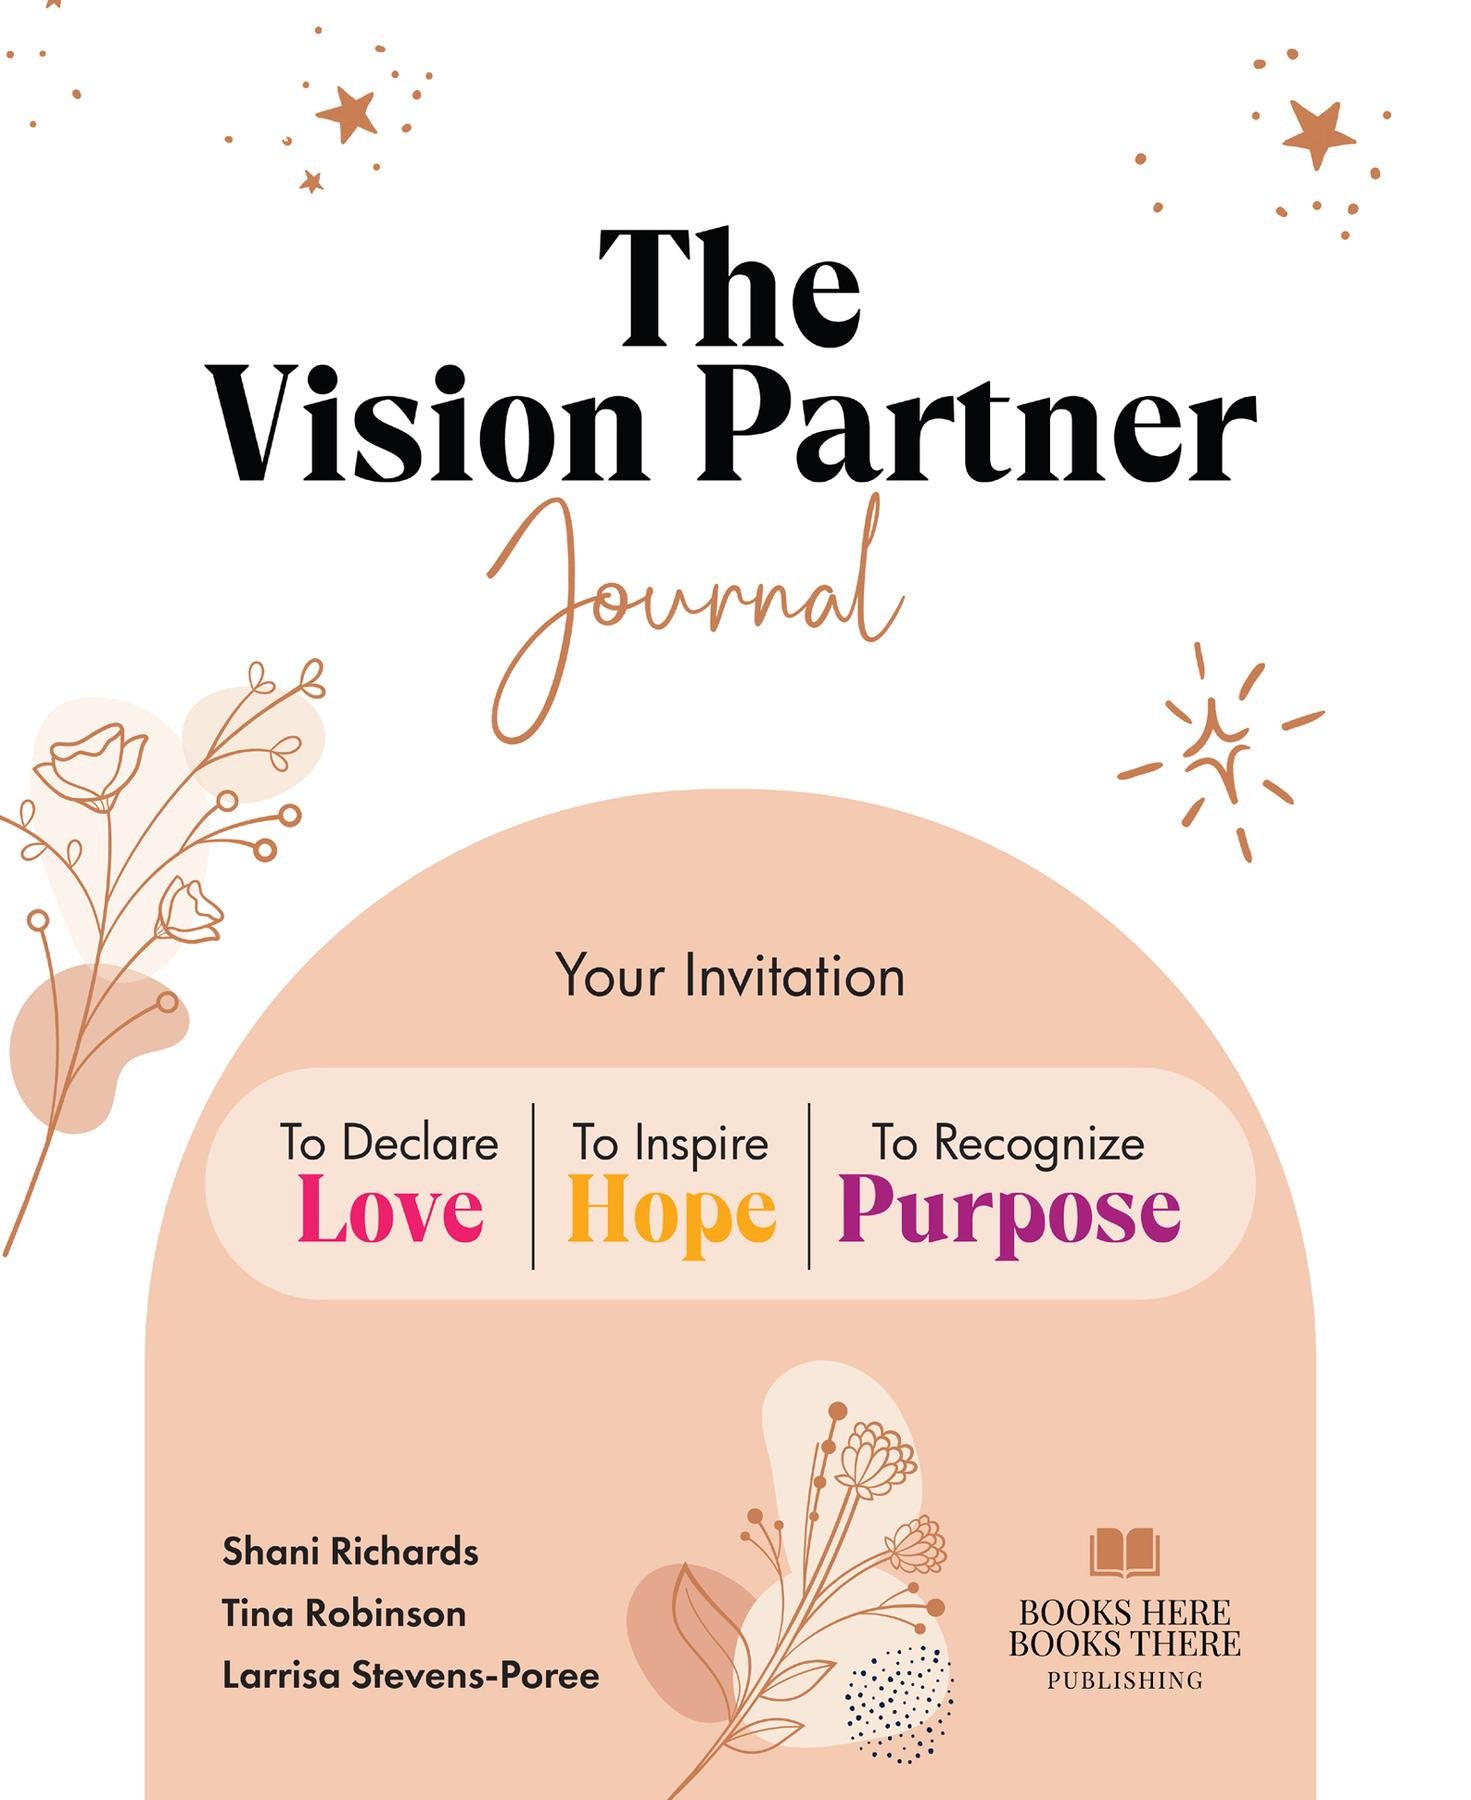 The
Vision Partner
Journal
Your Invitation
To Declare
Love
To Inspire
Hope
To Recognize
Purpose
Shani Richards
Tina Robinson
Larrisa Stevens-Poree
BOOKS HERE
BOOKS THERE
PUBLISHING